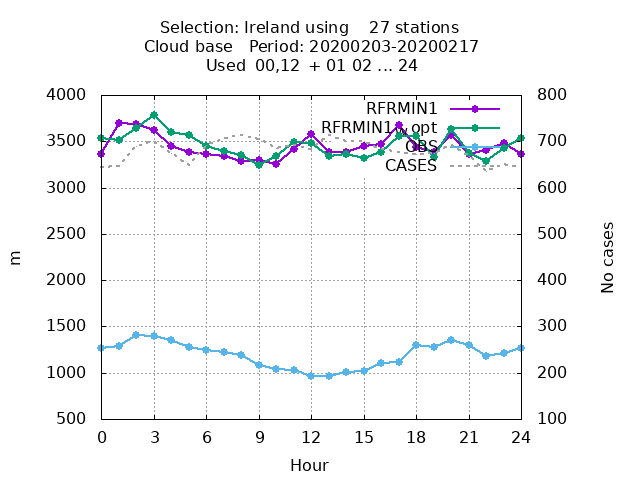 Selection: Ireland using 27 stations
Cloud base Period: 20200203-20200217
Used 00,12 + 01 02 ... 24
4000 800
RFRMIN1
RFRMIN1 opt
3500 700
OBS
CASES
3000 600
2500 500
m
No cases
2000 400
1500 300
1000 200
500 100
0 3 6 9 12 15 18 21 24
Hour